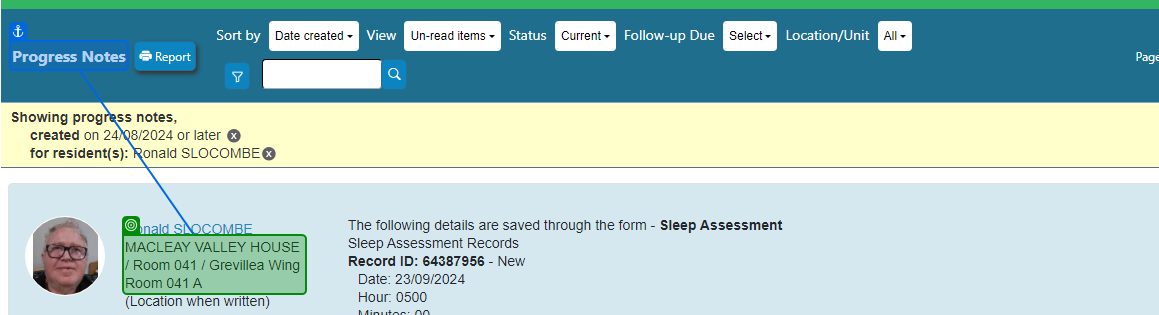 Sort by Date created View Un-read items Status Current Follow-up Due Select Location/Unit All
Progress Notes Report
Page
Showing progress notes,
created on 24/08/2024 or later x
for resident(s): Ronald SLOCOMBE x
Ronald SLOCOMBE
MACLEAY VALLEY HOUSE
/ Room 041 / Grevillea Wing
Room 041 A
(Location when written)
The following details are saved through the form - Sleep Assessment
Sleep Assessment Records
Record ID: 64387956 - New
Date: 23/09/2024
Hour: 0500
Minutes: 00